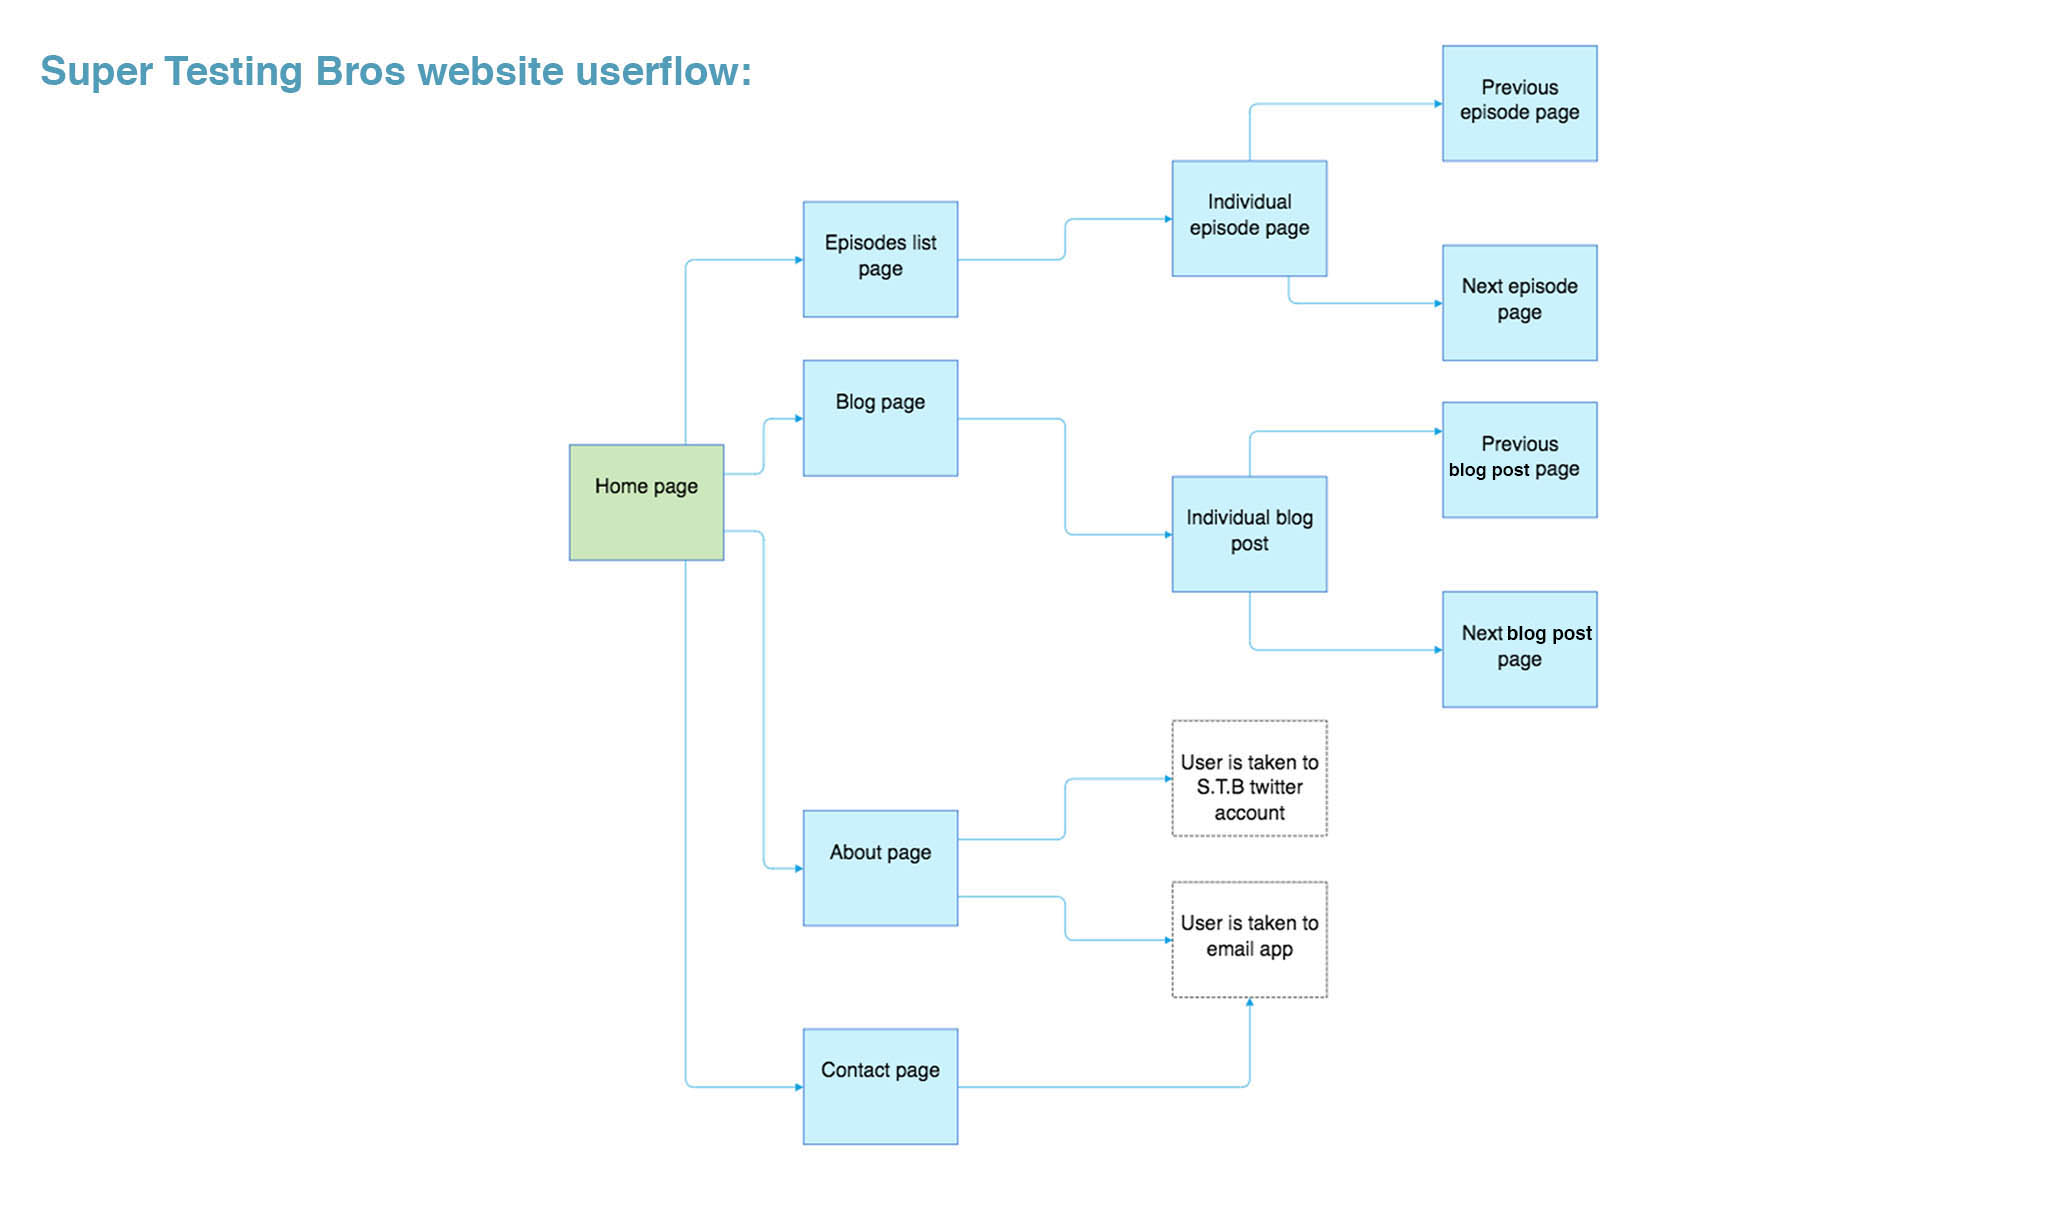 Super Testing Bros website userflow:
Previous
episode page
Individual
episode page
Episodes list
page
Next episode
page
Blog page
Previous
blog post page
Home page
Individual blog
post
Next blog post
page
User is taken to
S.T.B twitter
account
About page
User is taken to
email app
Contact page